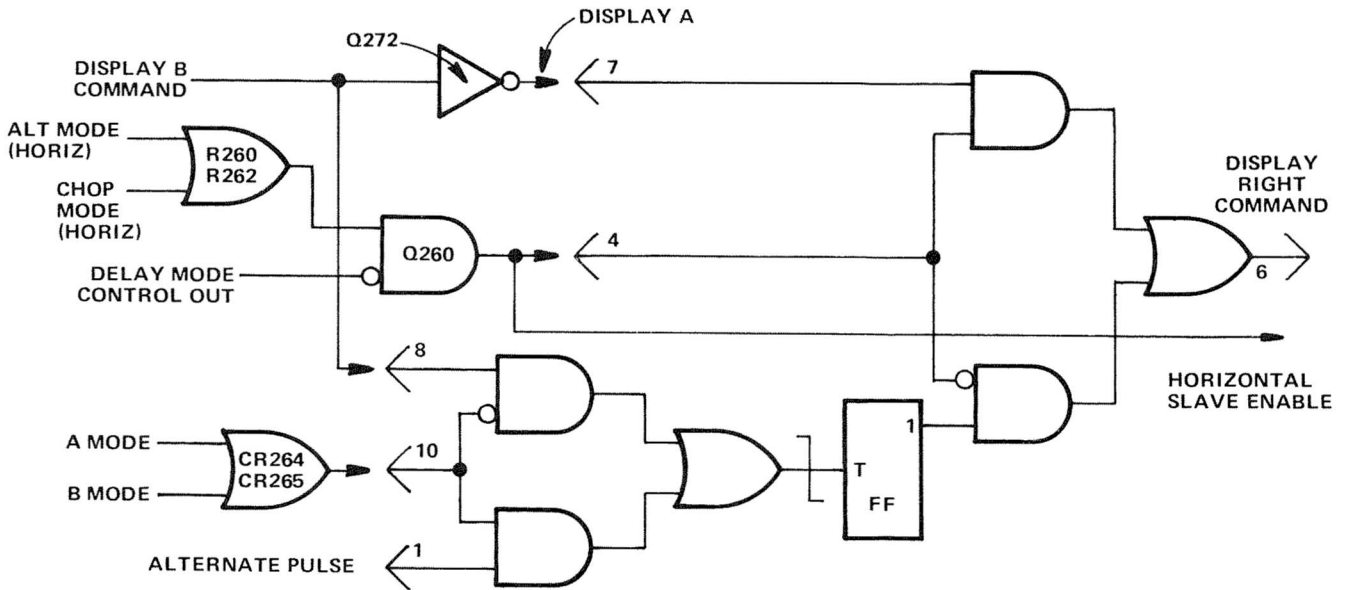 DISPLAY A
Q272
DISPLAY B
COMMAND
7
ALT MODE
(HORIZ)
R260
R262
CHOP
MODE
(HORIZ)
DISPLAY
RIGHT
COMMAND
Q260
4
6
DELAY MODE
CONTROL OUT
8
HORIZONTAL
SLAVE ENABLE
A MODE
CR264
CR265
B MODE
10
1
T
FF
1
ALTERNATE PULSE